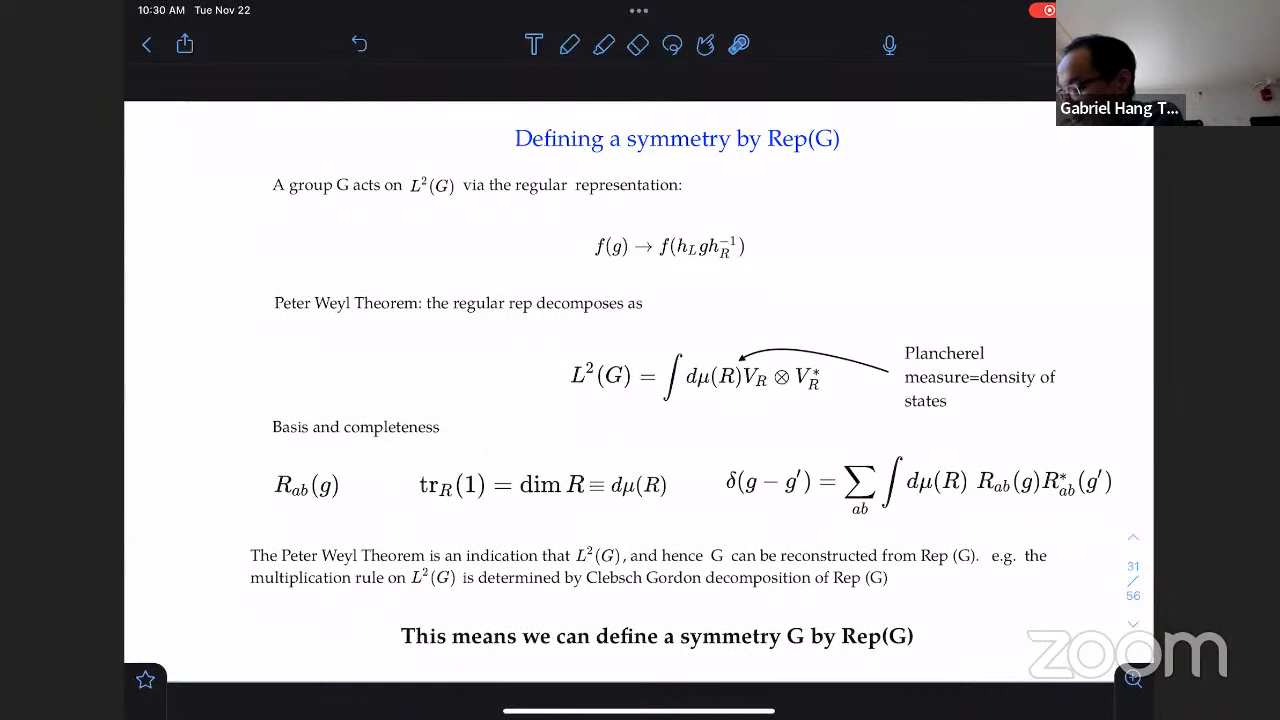 10:30 AM Tue Nov 22
Gabriel Hang T...
Defining a symmetry by Rep(G)
A group G acts on L²(G) via the regular representation:
f(g) → f(h_L g h_R^{-1})
Peter Weyl Theorem: the regular rep decomposes as
L²(G) = ∫ dμ(R) V_R ⊗ V_R^*
Plancherel
measure=density of
states
Basis and completeness
R_{ab}(g) tr_R(1) = dim R ≡ dμ(R) δ(g − g′) = ∑_{ab} ∫ dμ(R) R_{ab}(g) R^*_{ab}(g′)
The Peter Weyl Theorem is an indication that L²(G), and hence G can be reconstructed from Rep (G). e.g. the
multiplication rule on L²(G) is determined by Clebsch Gordon decomposition of Rep (G)
31
/
56
This means we can define a symmetry G by Rep(G)
zoom